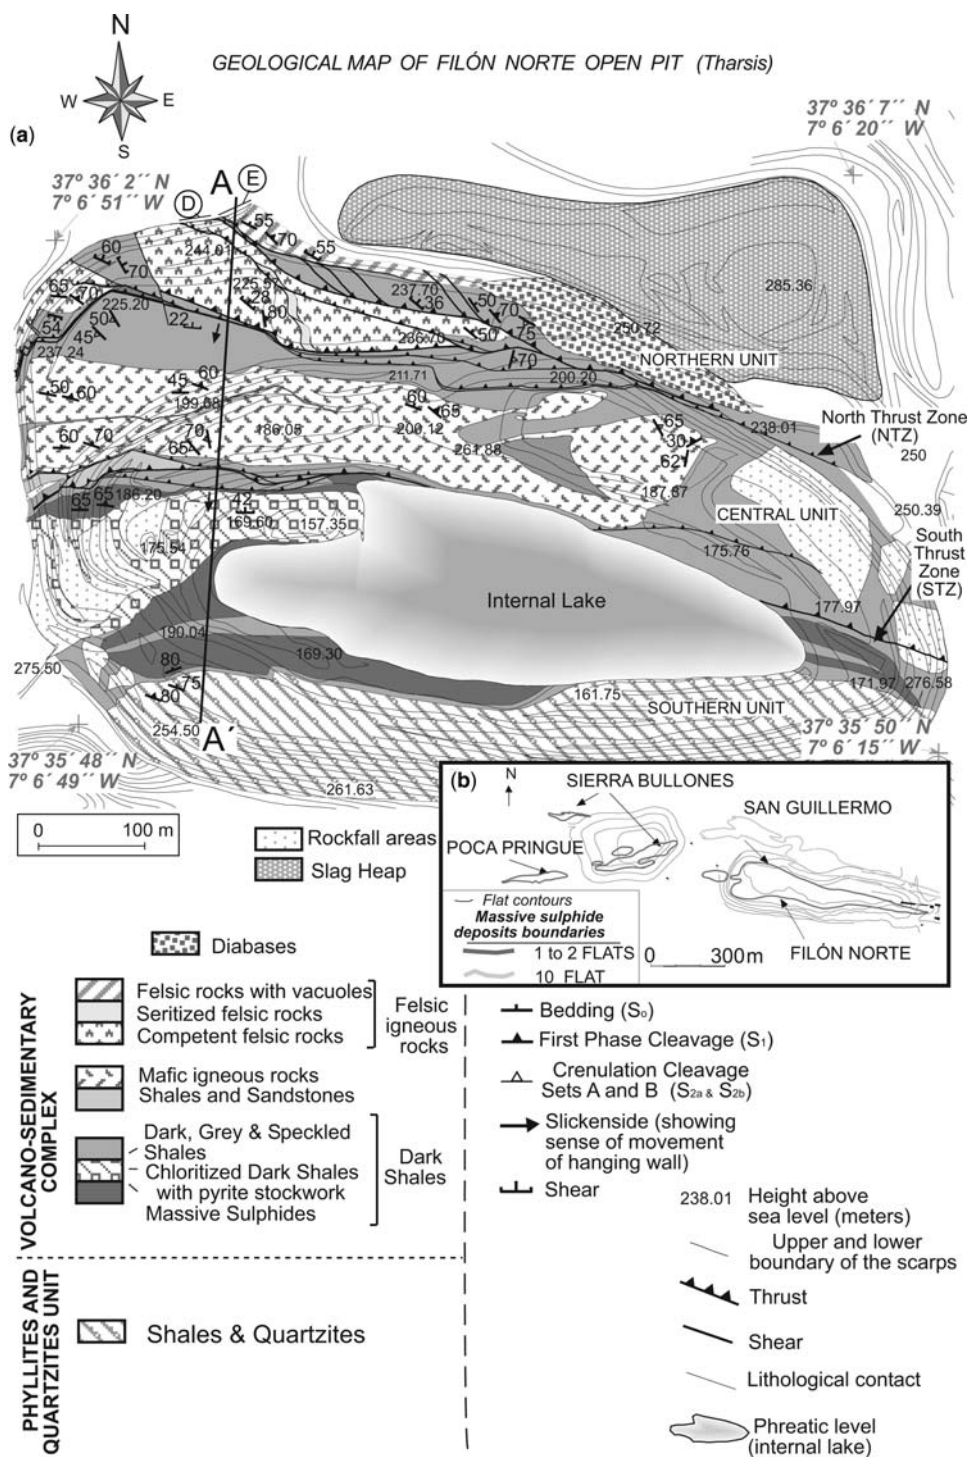 N
GEOLOGICAL MAP OF FILÓN NORTE OPEN PIT (Tharsis)
W
E
S
(a)
37º 36´ 7´´ N
7º 6´ 20´´ W
37º 36´ 2´´ N
7º 6´ 51´´ W
A
D
E
55
70
55
60
70
244.01
285.36
65
70
225.20
225.57
28
80
237.70
36
50
70
250.72
54
50
45
22
236.70
50
75
237.24
70
NORTHERN UNIT
211.71
200.20
45
60
50
60
199.68
60
65
238.01
North Thrust Zone
(NTZ)
60
70
186.05
70
65
200.12
261.88
65
30
62
250
65
65
186.20
42
169.60
157.35
187.87
CENTRAL UNIT
250.39
South
Thrust
Zone
(STZ)
175.54
175.76
Internal Lake
177.97
190.04
275.50
80
169.30
75
80
171.97
276.58
161.75
SOUTHERN UNIT
254.50
A´
37º 35´ 50´´ N
7º 6´ 15´´ W
37º 35´ 48´´ N
7º 6´ 49´´ W
261.63
(b)
N
SIERRA BULLONES
SAN GUILLERMO
POCA PRINGUE
Flat contours
Massive sulphide
deposits boundaries
1 to 2 FLATS
10 FLAT
0 300m
FILÓN NORTE
0 100 m
Rockfall areas
Slag Heap
Diabases
VOLCANO-SEDIMENTARY
COMPLEX
Felsic rocks with vacuoles
Seritized felsic rocks
Competent felsic rocks
Felsic
igneous
rocks
Mafic igneous rocks
Shales and Sandstones
Dark, Grey & Speckled
Shales
Chloritized Dark Shales
with pyrite stockwork
Massive Sulphides
Dark
Shales
PHYLLITES AND
QUARTZITES UNIT
Shales & Quartzites
Bedding (So)
First Phase Cleavage (S1)
Crenulation Cleavage
Sets A and B (S2a & S2b)
Slickenside (showing
sense of movement
of hanging wall)
Shear
238.01 Height above
sea level (meters)
Upper and lower
boundary of the scarps
Thrust
Shear
Lithological contact
Phreatic level
(internal lake)